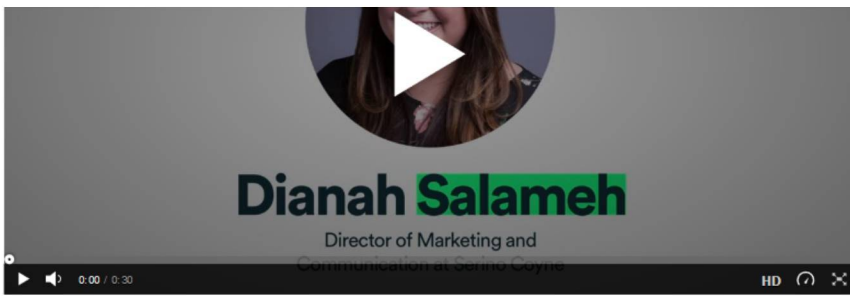 Dianah Salameh
Director of Marketing and
Communication at Serino Coyne
0:00 / 0:30
HD